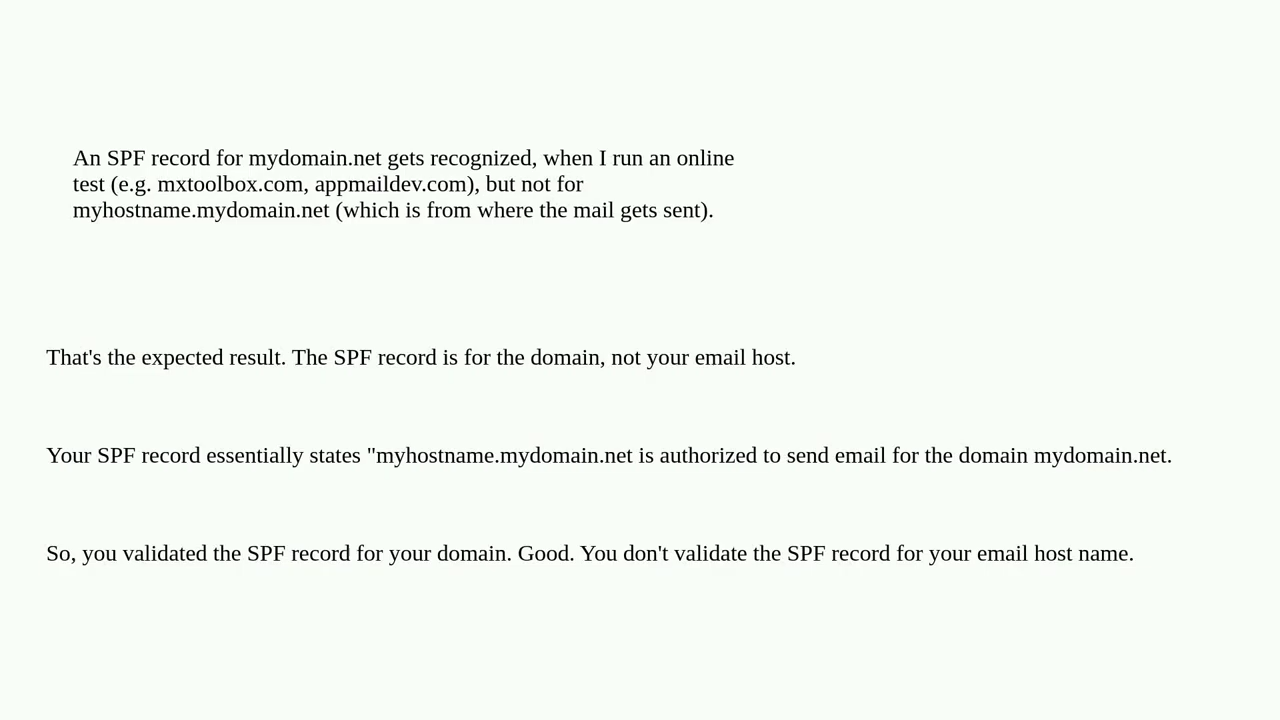 An SPF record for mydomain.net gets recognized, when I run an online
test (e.g. mxtoolbox.com, appmaildev.com), but not for
myhostname.mydomain.net (which is from where the mail gets sent).
That's the expected result. The SPF record is for the domain, not your email host.
Your SPF record essentially states "myhostname.mydomain.net is authorized to send email for the domain mydomain.net.
So, you validated the SPF record for your domain. Good. You don't validate the SPF record for your email host name.